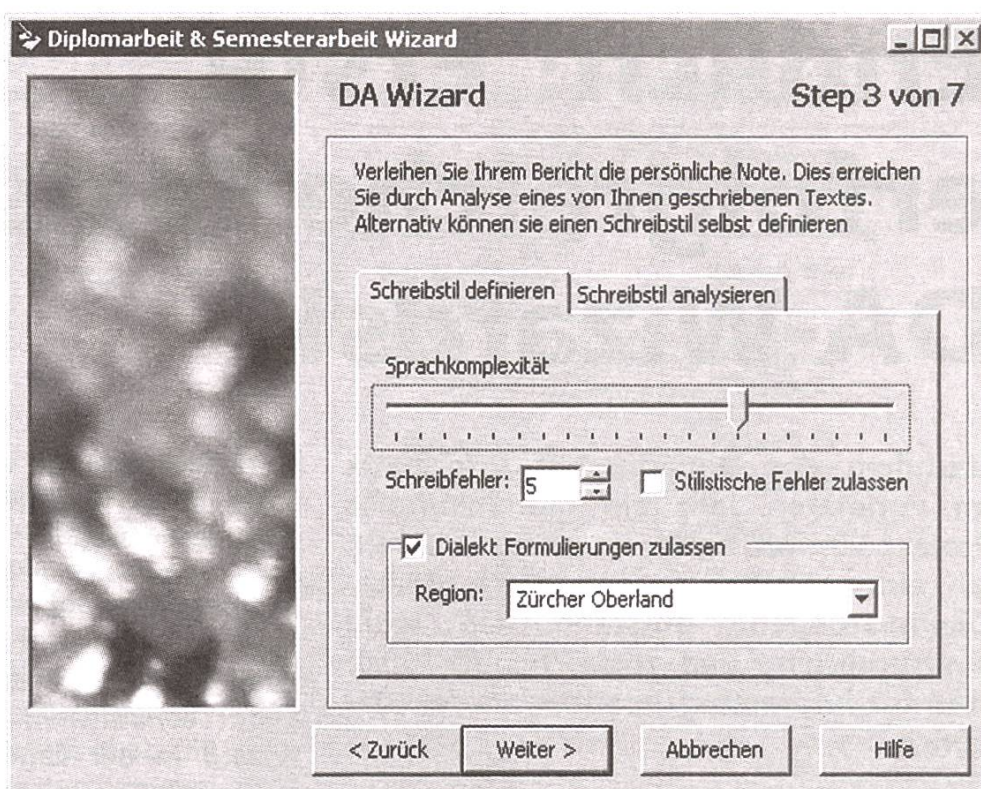 Diplomarbeit & Semesterarbeit Wizard
DA Wizard
Step 3 von 7
Verleihen Sie Ihrem Bericht die persönliche Note. Dies erreichen
Sie durch Analyse eines von Ihnen geschriebenen Textes.
Alternativ können sie einen Schreibstil selbst definieren
Schreibstil definieren
Schreibstil analysieren
Sprachkomplexität
Schreibfehler: 5
Stilistische Fehler zulassen
Dialekt Formulierungen zulassen
Region: Zürcher Oberland
< Zurück
Weiter >
Abbrechen
Hilfe